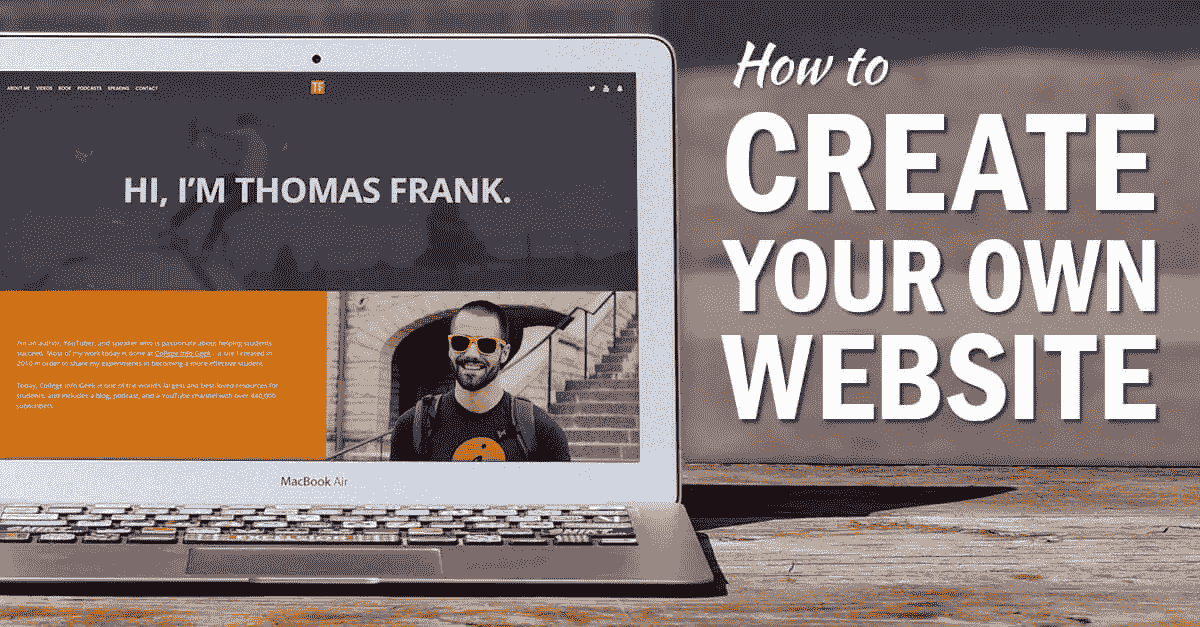 ABOUT ME VIDEOS BOOK PODCASTS SPEAKING CONTACT
TF
HI, I'M THOMAS FRANK.
I'm an author, YouTuber, and speaker who is passionate about helping students
succeed. Most of my work today is done at College Info Geek - a site I created in
2010 in order to share my experiments in becoming a more effective student.
Today, College Info Geek is one of the world's largest and best-loved resources for
students, and includes a blog, podcast, and a YouTube channel with over 440,000
subscribers.
MacBook Air
How to
CREATE
YOUR OWN
WEBSITE